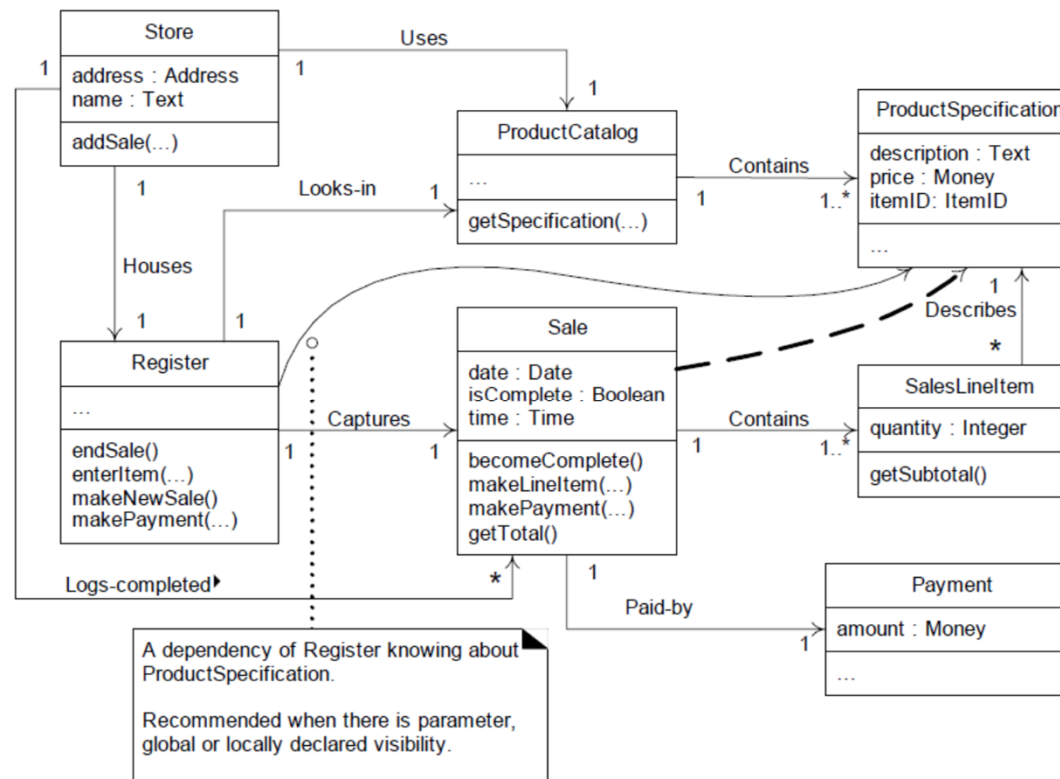 Store
address : Address
name : Text
addSale(...)
1
1
Uses
1
ProductCatalog
...
getSpecification(...)
Contains
1
1..*
ProductSpecification
description : Text
price : Money
itemID: ItemID
...
1
Houses
1
Looks-in
1
1
Register
...
endSale()
enterItem(...)
makeNewSale()
makePayment(...)
Captures
1
1
Sale
date : Date
isComplete : Boolean
time : Time
becomeComplete()
makeLineItem(...)
makePayment(...)
getTotal()
1
Describes
*
SalesLineItem
quantity : Integer
getSubtotal()
Contains
1
1..*
Logs-completed
*
1
Paid-by
1
Payment
amount : Money
...
A dependency of Register knowing about
ProductSpecification.
Recommended when there is parameter,
global or locally declared visibility.